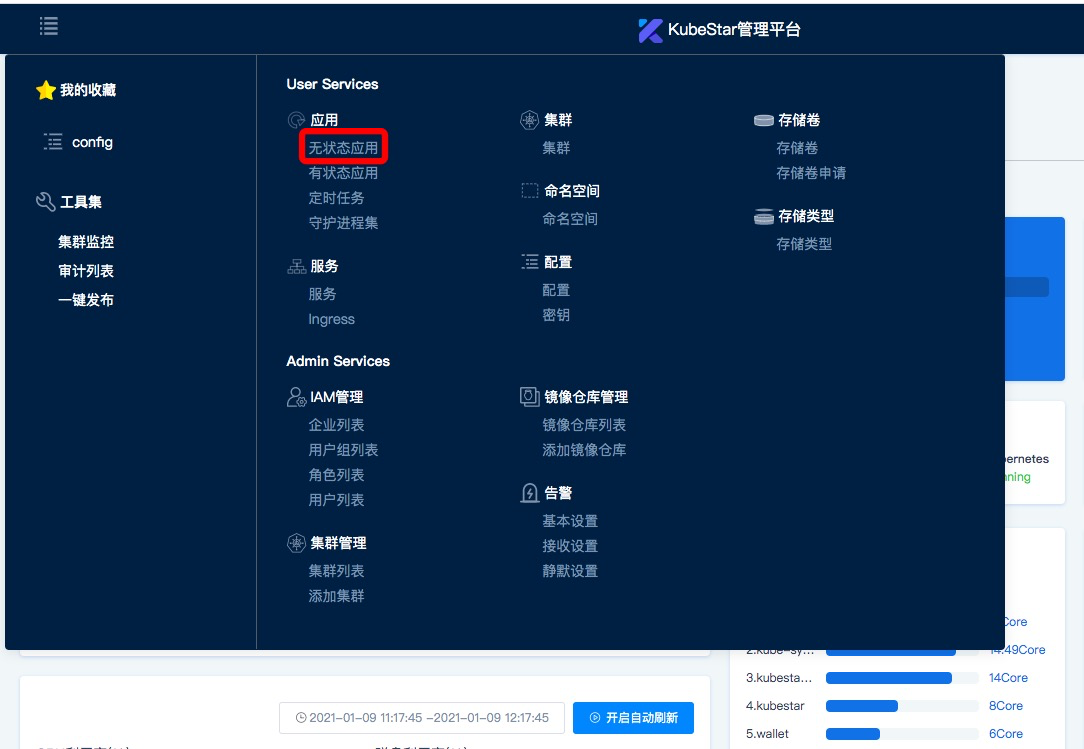 KubeStar管理平台
我的收藏
config
工具集
集群监控
审计列表
一键发布
User Services
应用
无状态应用
有状态应用
定时任务
守护进程集
服务
服务
Ingress
集群
集群
命名空间
命名空间
配置
配置
密钥
存储卷
存储卷
存储卷申请
存储类型
存储类型
Admin Services
IAM管理
企业列表
用户组列表
角色列表
用户列表
集群管理
集群列表
添加集群
镜像仓库管理
镜像仓库列表
添加镜像仓库
告警
基本设置
接收设置
静默设置
2.kube-sy... 14.49Core
3.kubesta... 14Core
4.kubestar 8Core
5.wallet 6Core
2021-01-09 11:17:45 -2021-01-09 12:17:45
开启自动刷新